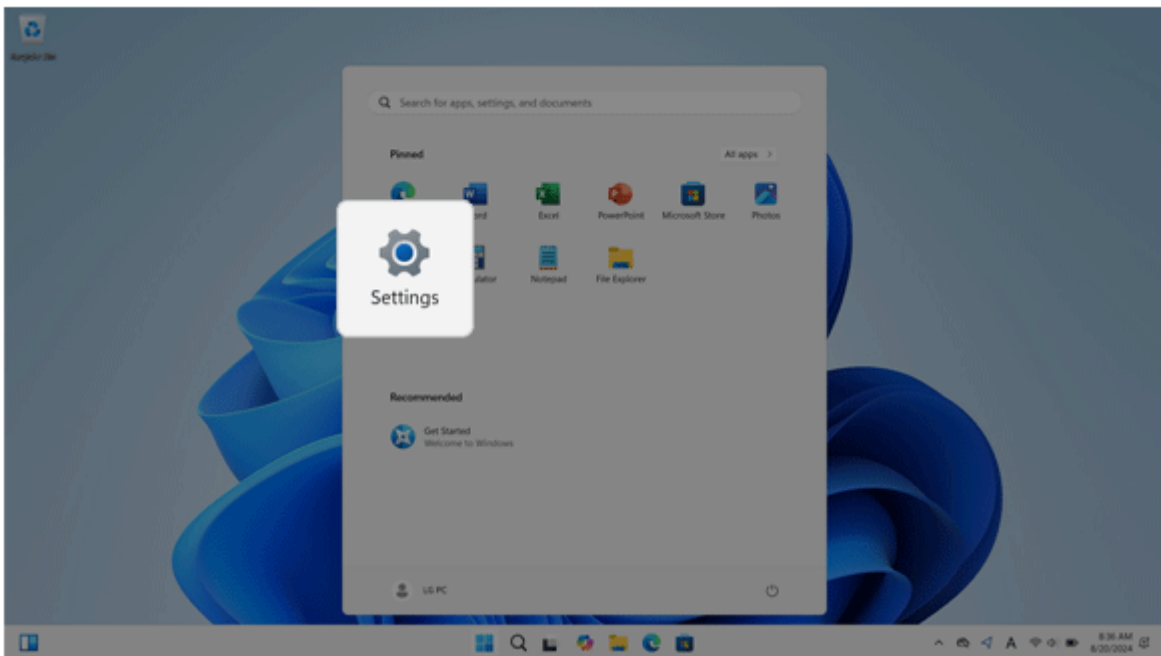 Search for apps, settings, and documents
Pinned
All apps >
Excel
PowerPoint
Microsoft Store
Photos
Settings
Notepad
File Explorer
Recommended
Get Started
Welcome to Windows
LG PC
A
8:36 AM
8/20/2024